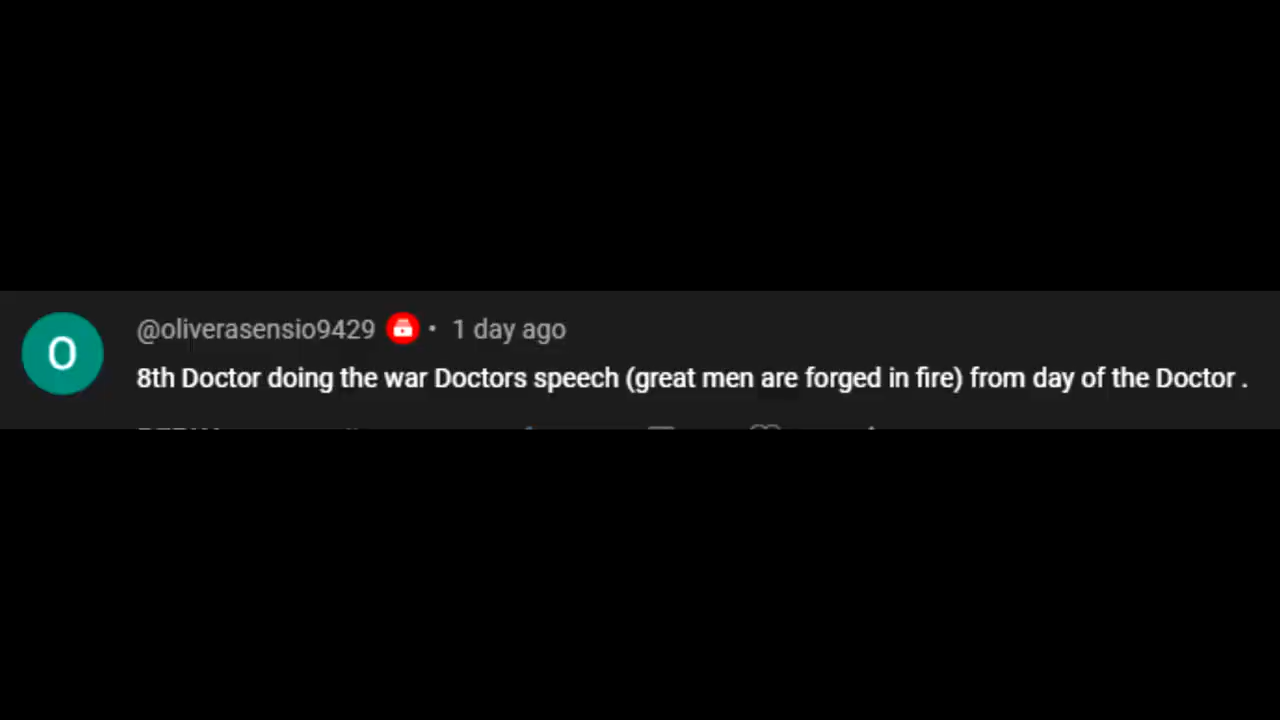 O
@oliverasensio9429 • 1 day ago
8th Doctor doing the war Doctors speech (great men are forged in fire) from day of the Doctor .